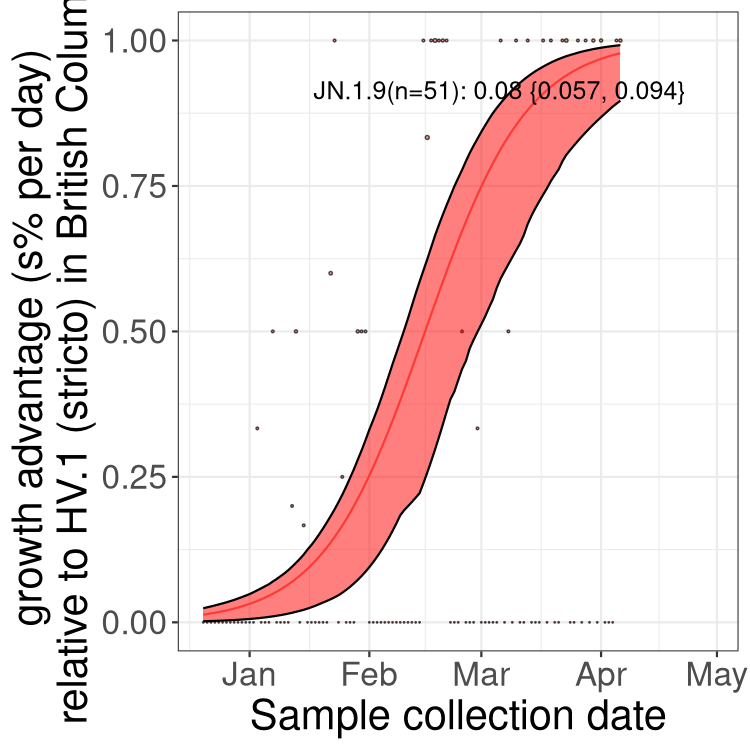 growth advantage (s% per day)
relative to HV.1 (stricto) in British Colum
1.00
0.75
0.50
0.25
0.00
JN.1.9(n=51): 0.08 {0.057, 0.094}
Jan Feb Mar Apr May
Sample collection date